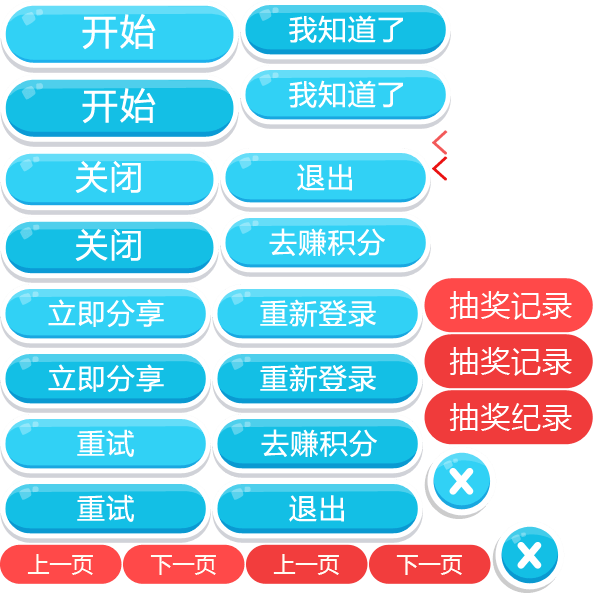 开始
我知道了
开始
我知道了
关闭
退出
关闭
去赚积分
立即分享
重新登录
抽奖记录
立即分享
重新登录
抽奖记录
重试
去赚积分
抽奖纪录
重试
退出
上一页
下一页
上一页
下一页